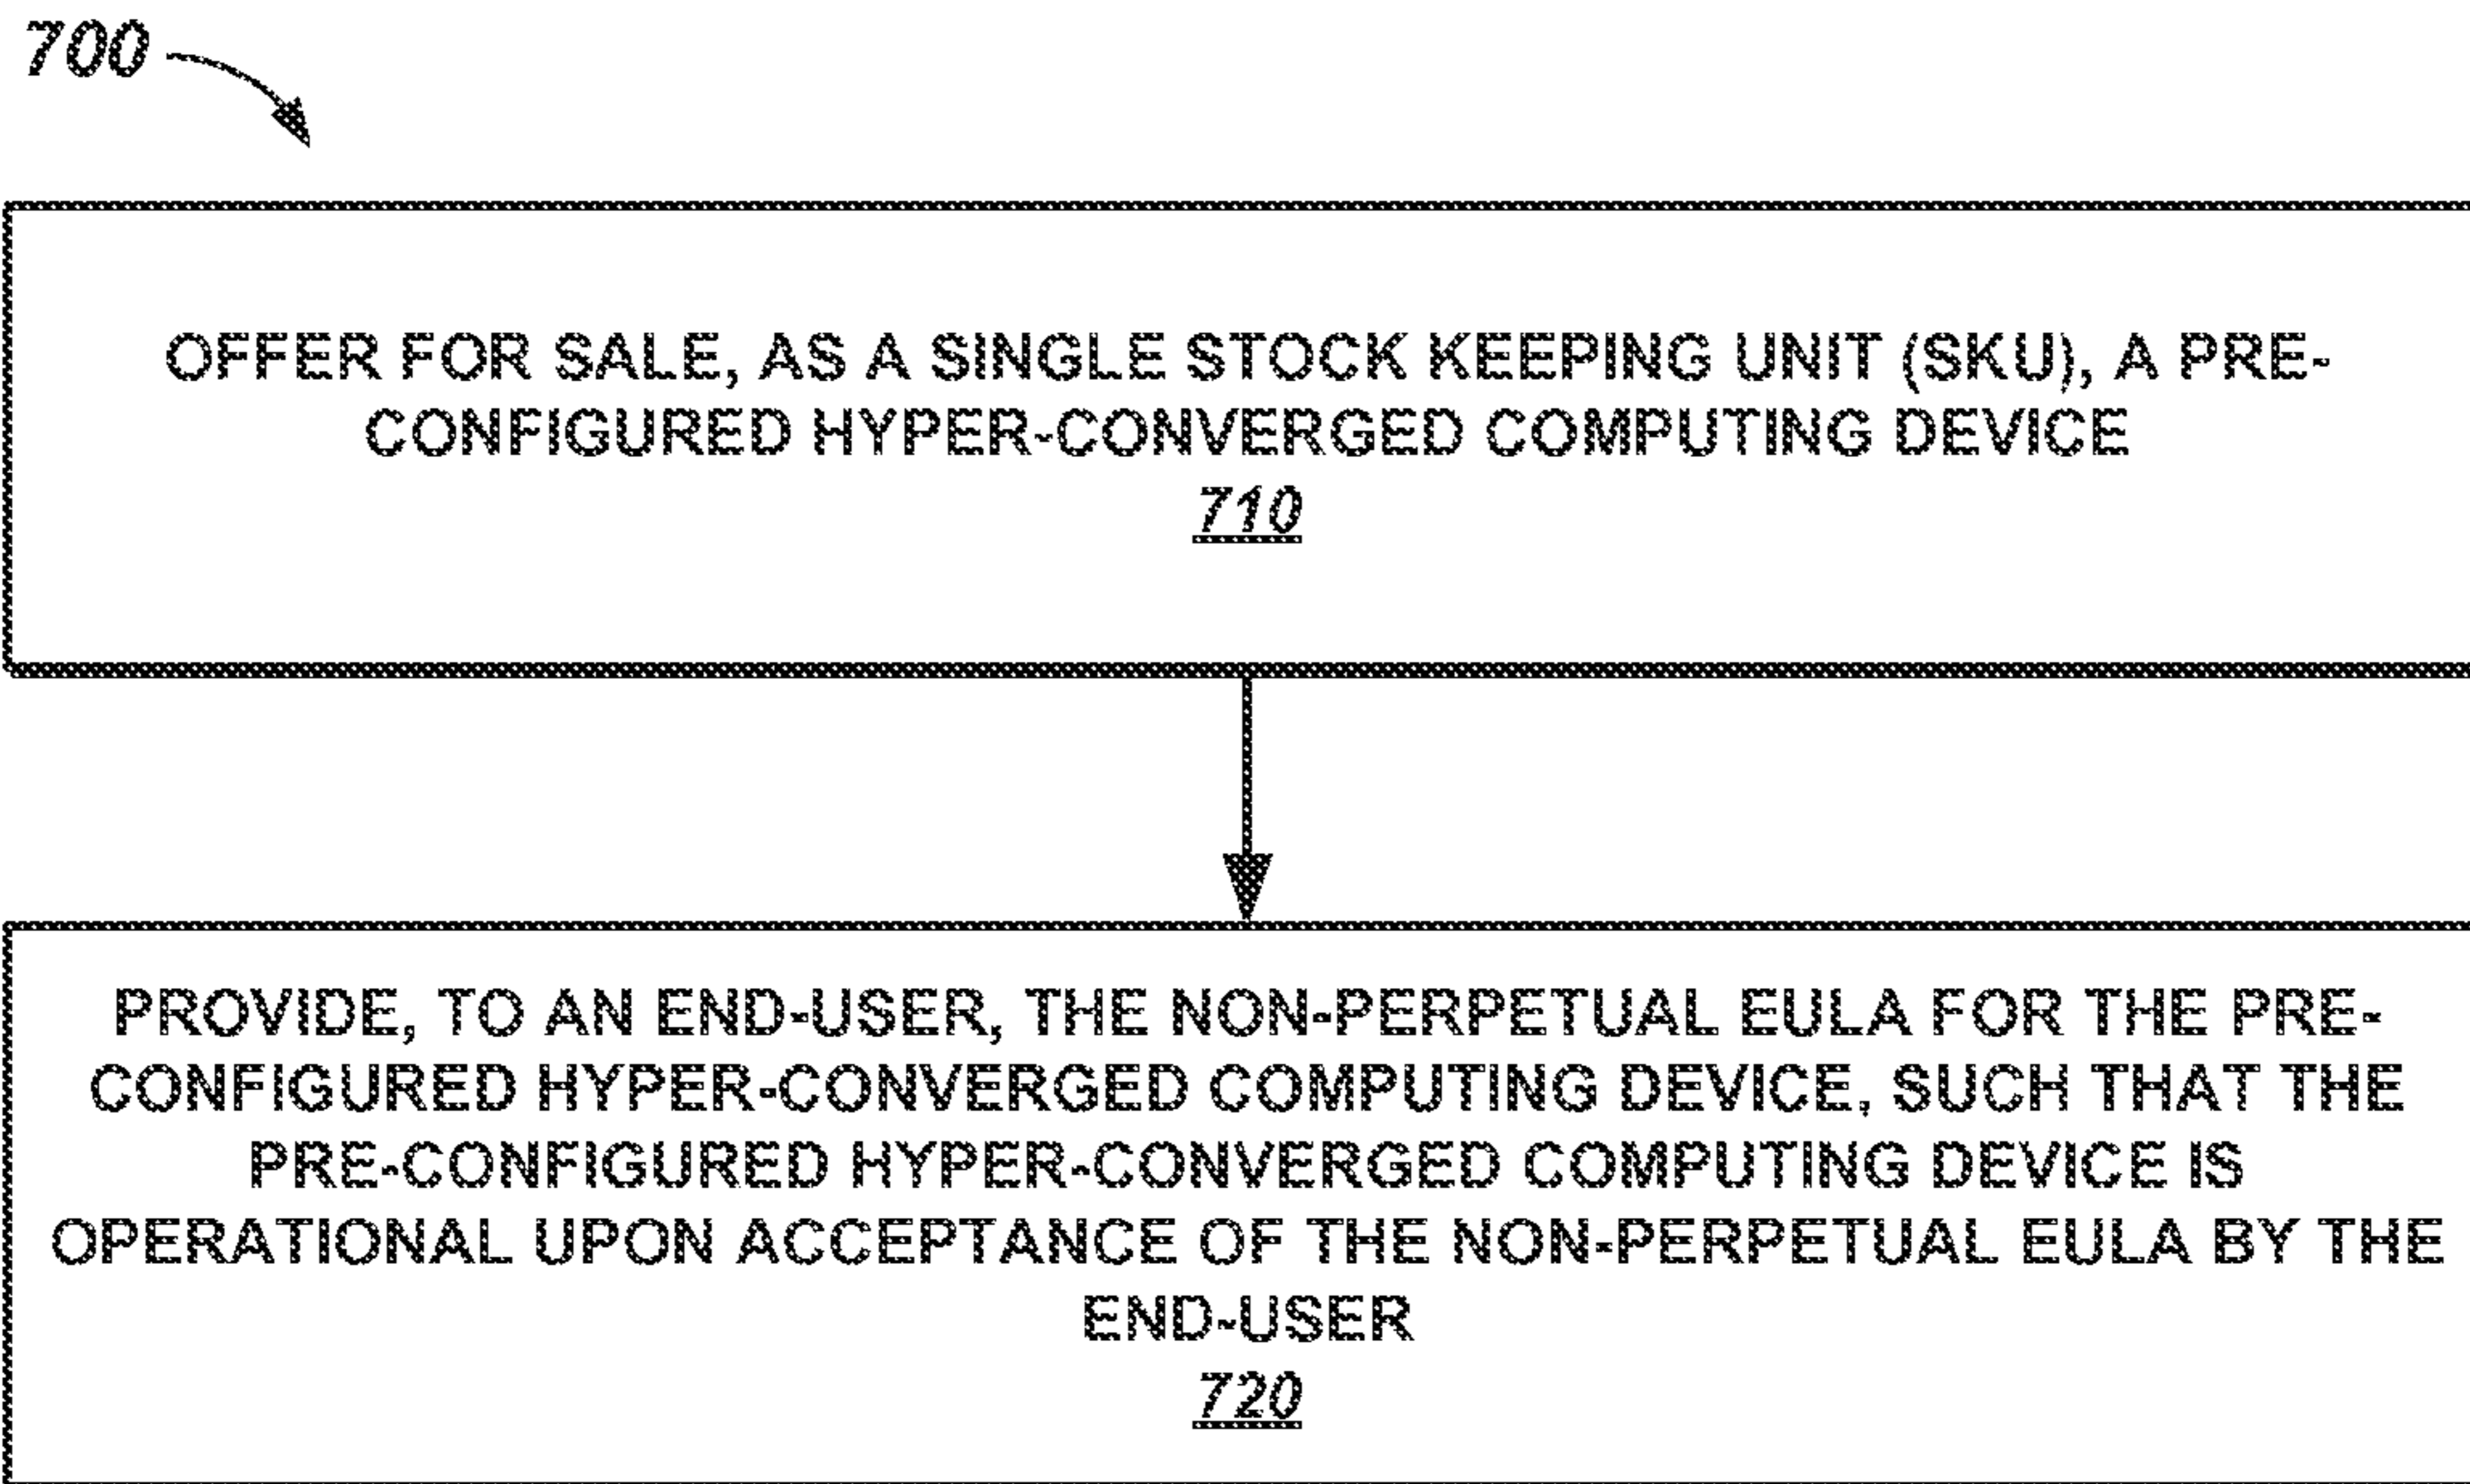 700
OFFER FOR SALE, AS A SINGLE STOCK KEEPING UNIT (SKU), A PRE-
CONFIGURED HYPER-CONVERGED COMPUTING DEVICE
710
PROVIDE, TO AN END-USER, THE NON-PERPETUAL EULA FOR THE PRE-
CONFIGURED HYPER-CONVERGED COMPUTING DEVICE, SUCH THAT THE
PRE-CONFIGURED HYPER-CONVERGED COMPUTING DEVICE IS
OPERATIONAL UPON ACCEPTANCE OF THE NON-PERPETUAL EULA BY THE
END-USER
720